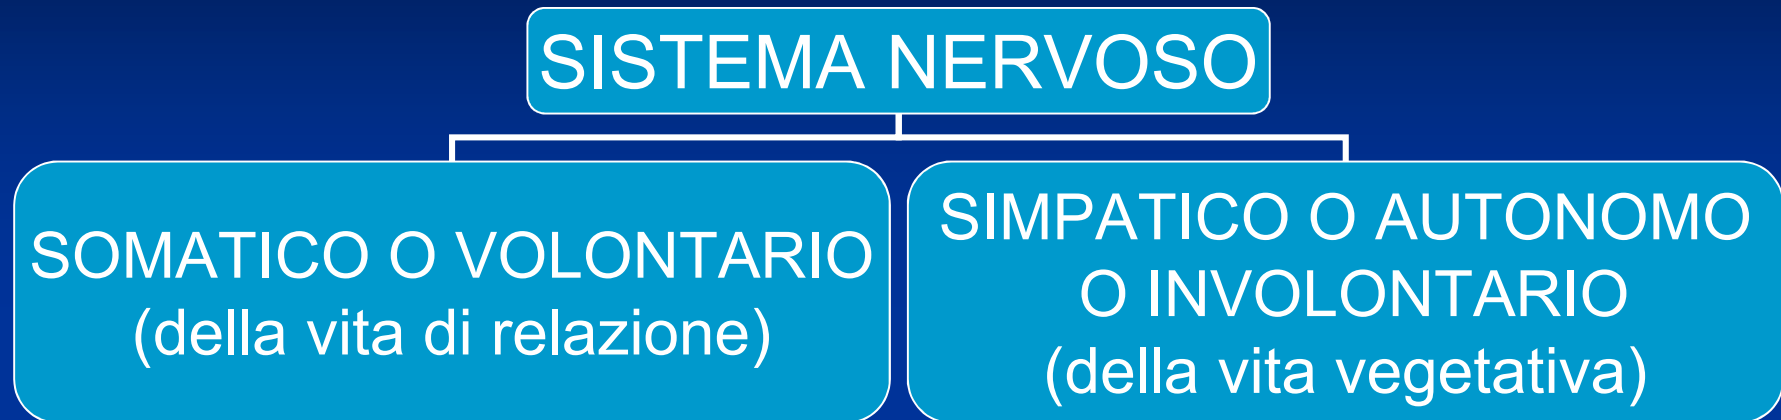 SISTEMA NERVOSO
SOMATICO O VOLONTARIO
(della vita di relazione)
SIMPATICO O AUTONOMO
O INVOLONTARIO
(della vita vegetativa)